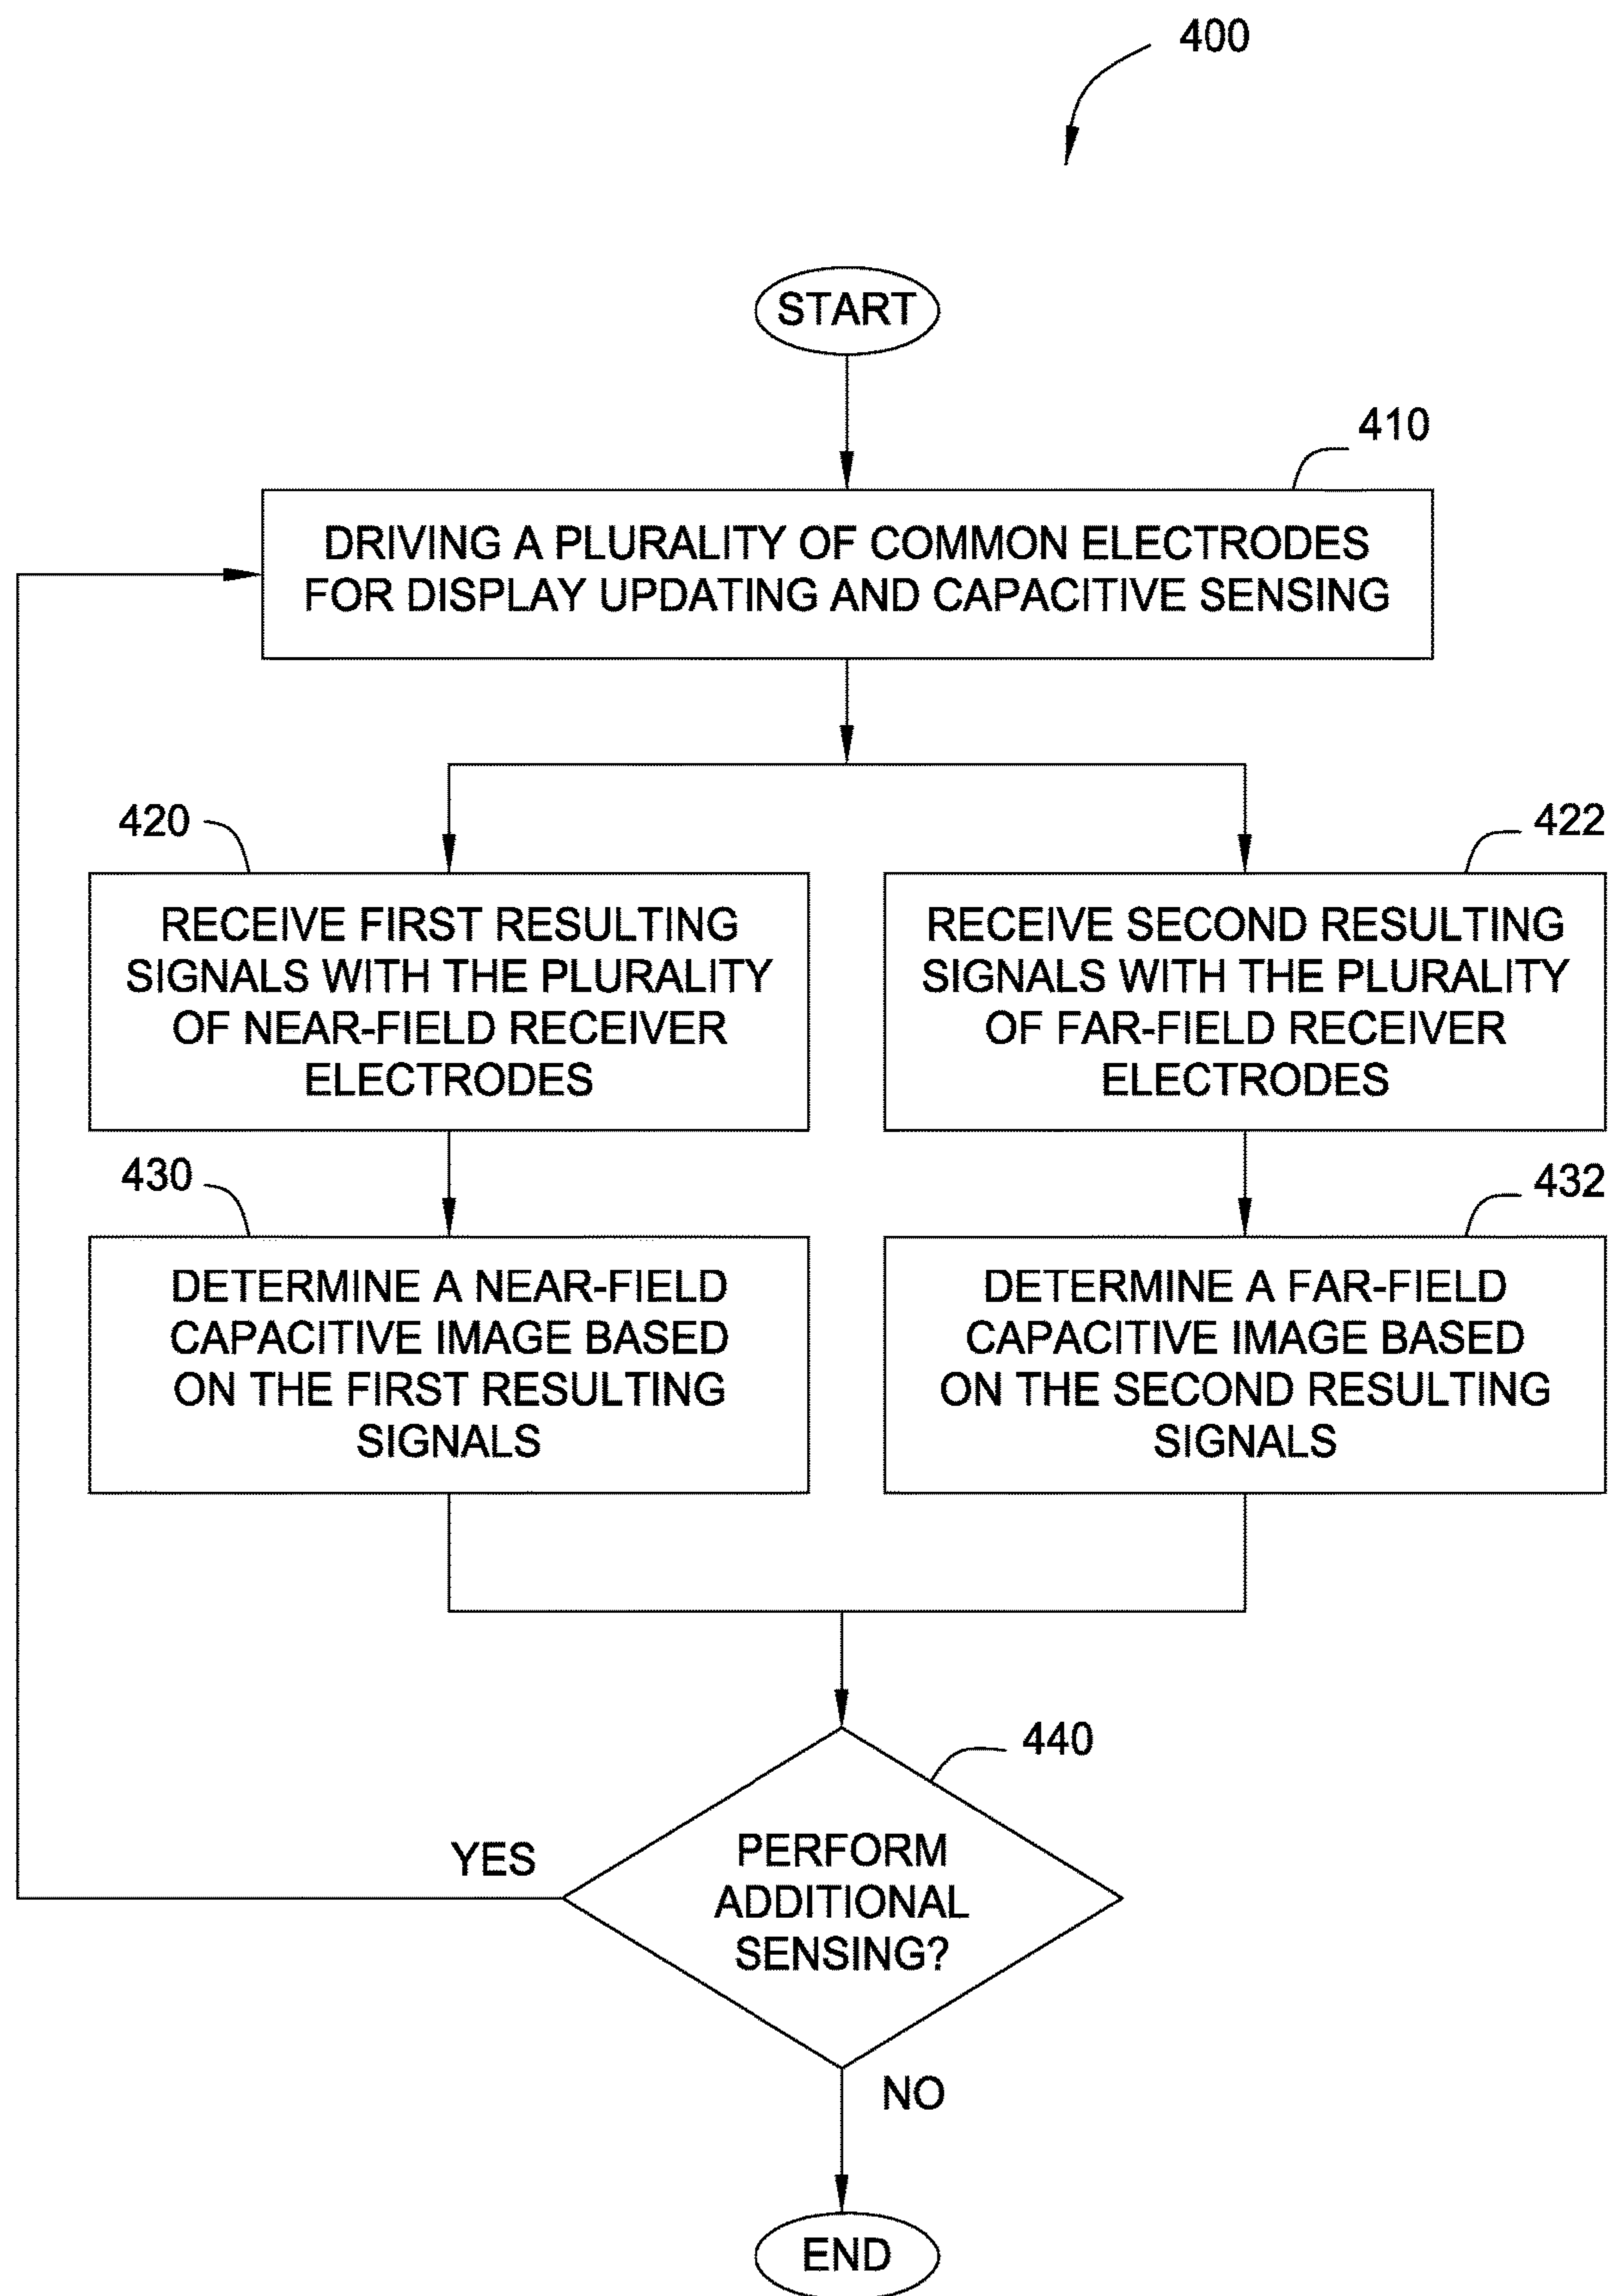 400
START
410
DRIVING A PLURALITY OF COMMON ELECTRODES
FOR DISPLAY UPDATING AND CAPACITIVE SENSING
420
RECEIVE FIRST RESULTING
SIGNALS WITH THE PLURALITY
OF NEAR-FIELD RECEIVER
ELECTRODES
422
RECEIVE SECOND RESULTING
SIGNALS WITH THE PLURALITY
OF FAR-FIELD RECEIVER
ELECTRODES
430
DETERMINE A NEAR-FIELD
CAPACITIVE IMAGE BASED
ON THE FIRST RESULTING
SIGNALS
432
DETERMINE A FAR-FIELD
CAPACITIVE IMAGE BASED
ON THE SECOND RESULTING
SIGNALS
440
YES
PERFORM
ADDITIONAL
SENSING?
NO
END